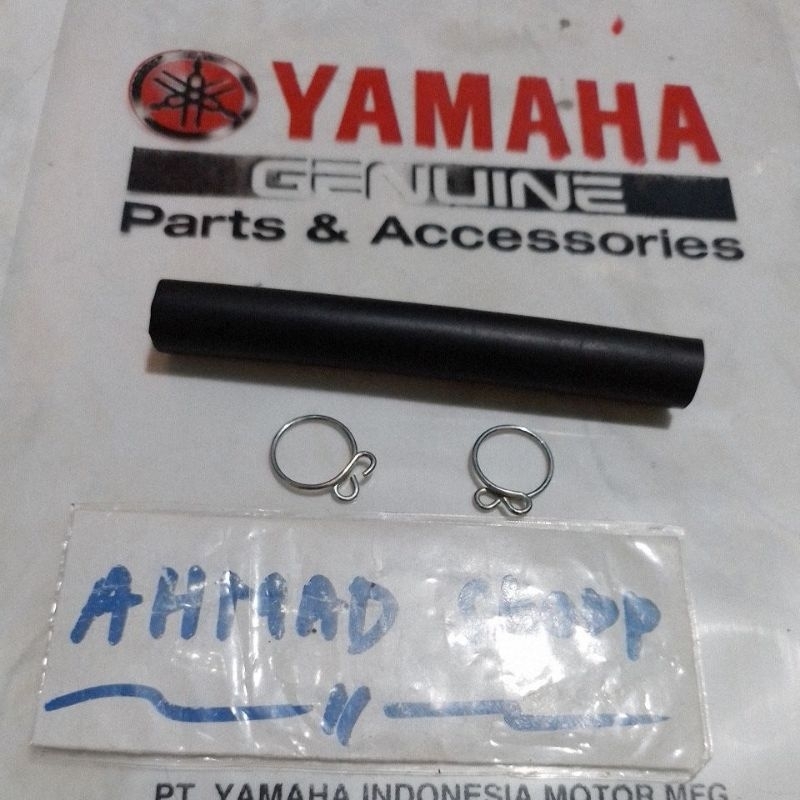 YAMAHA
GENUINE
Parts & Accessories
AHMAD
PT. YAMAHA INDONESIA MOTOR MFG